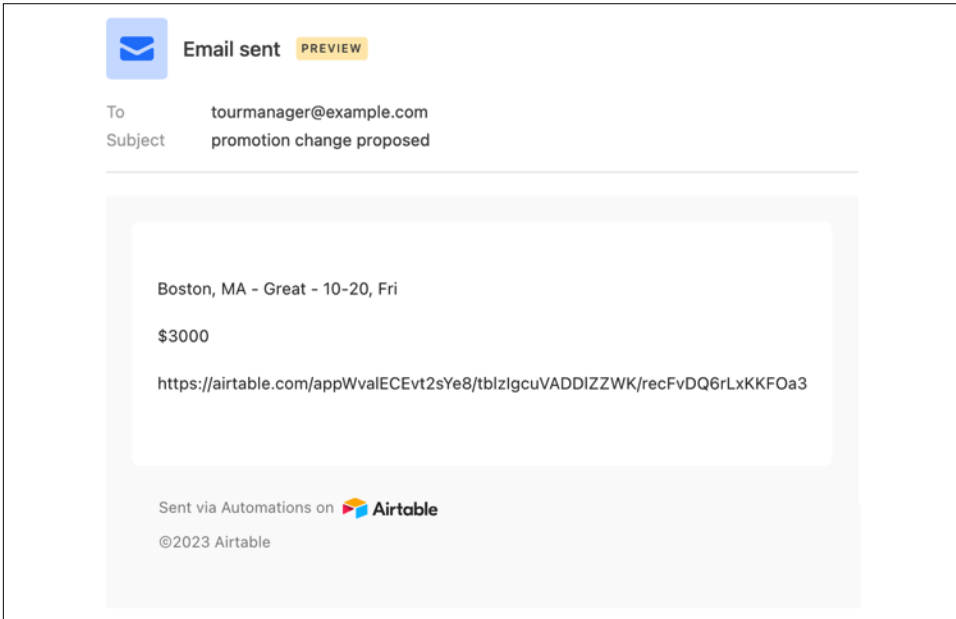 Email sent PREVIEW
To tourmanager@example.com
Subject promotion change proposed
Boston, MA - Great - 10-20, Fri
$3000
https://airtable.com/appWvalECEvt2sYe8/tblzIgcuVADDlZZWK/recFvDQ6rLxKKFOa3
Sent via Automations on Airtable
©2023 Airtable